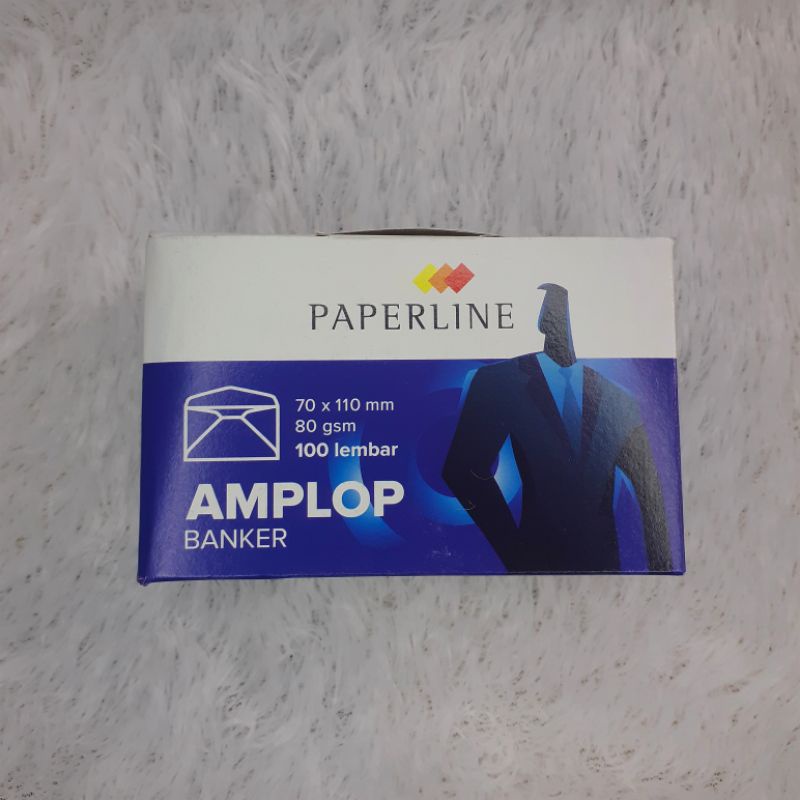 PAPERLINE
70 x 110 mm
80 gsm
100 lembar
AMPLOP
BANKER